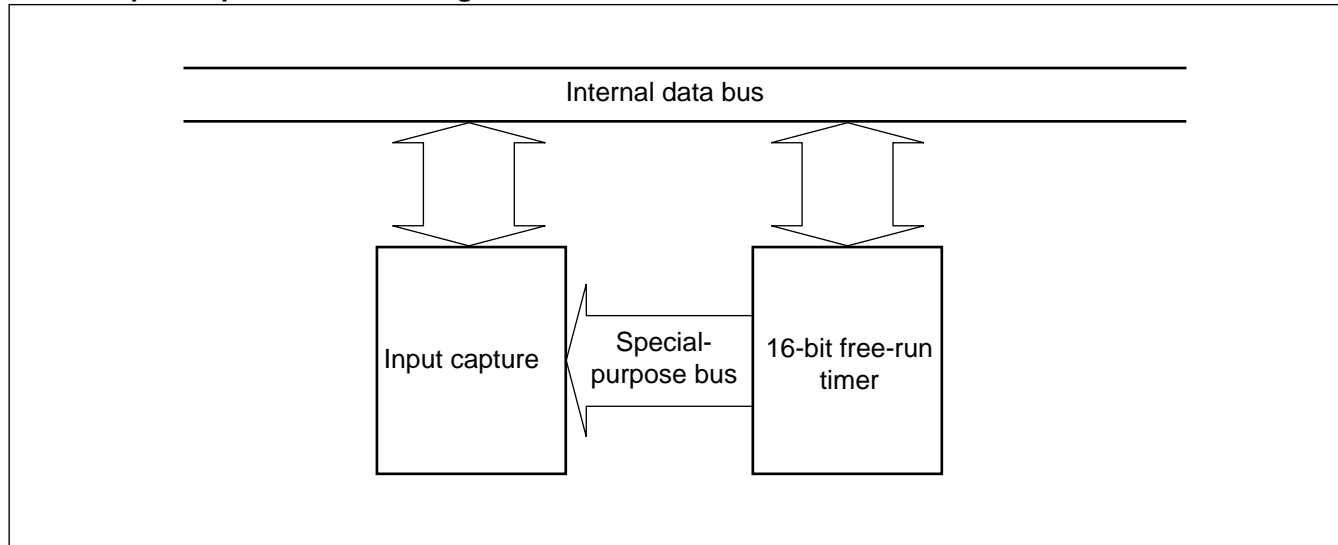 Internal data bus
Input capture
Special-
purpose bus
16-bit free-run
timer